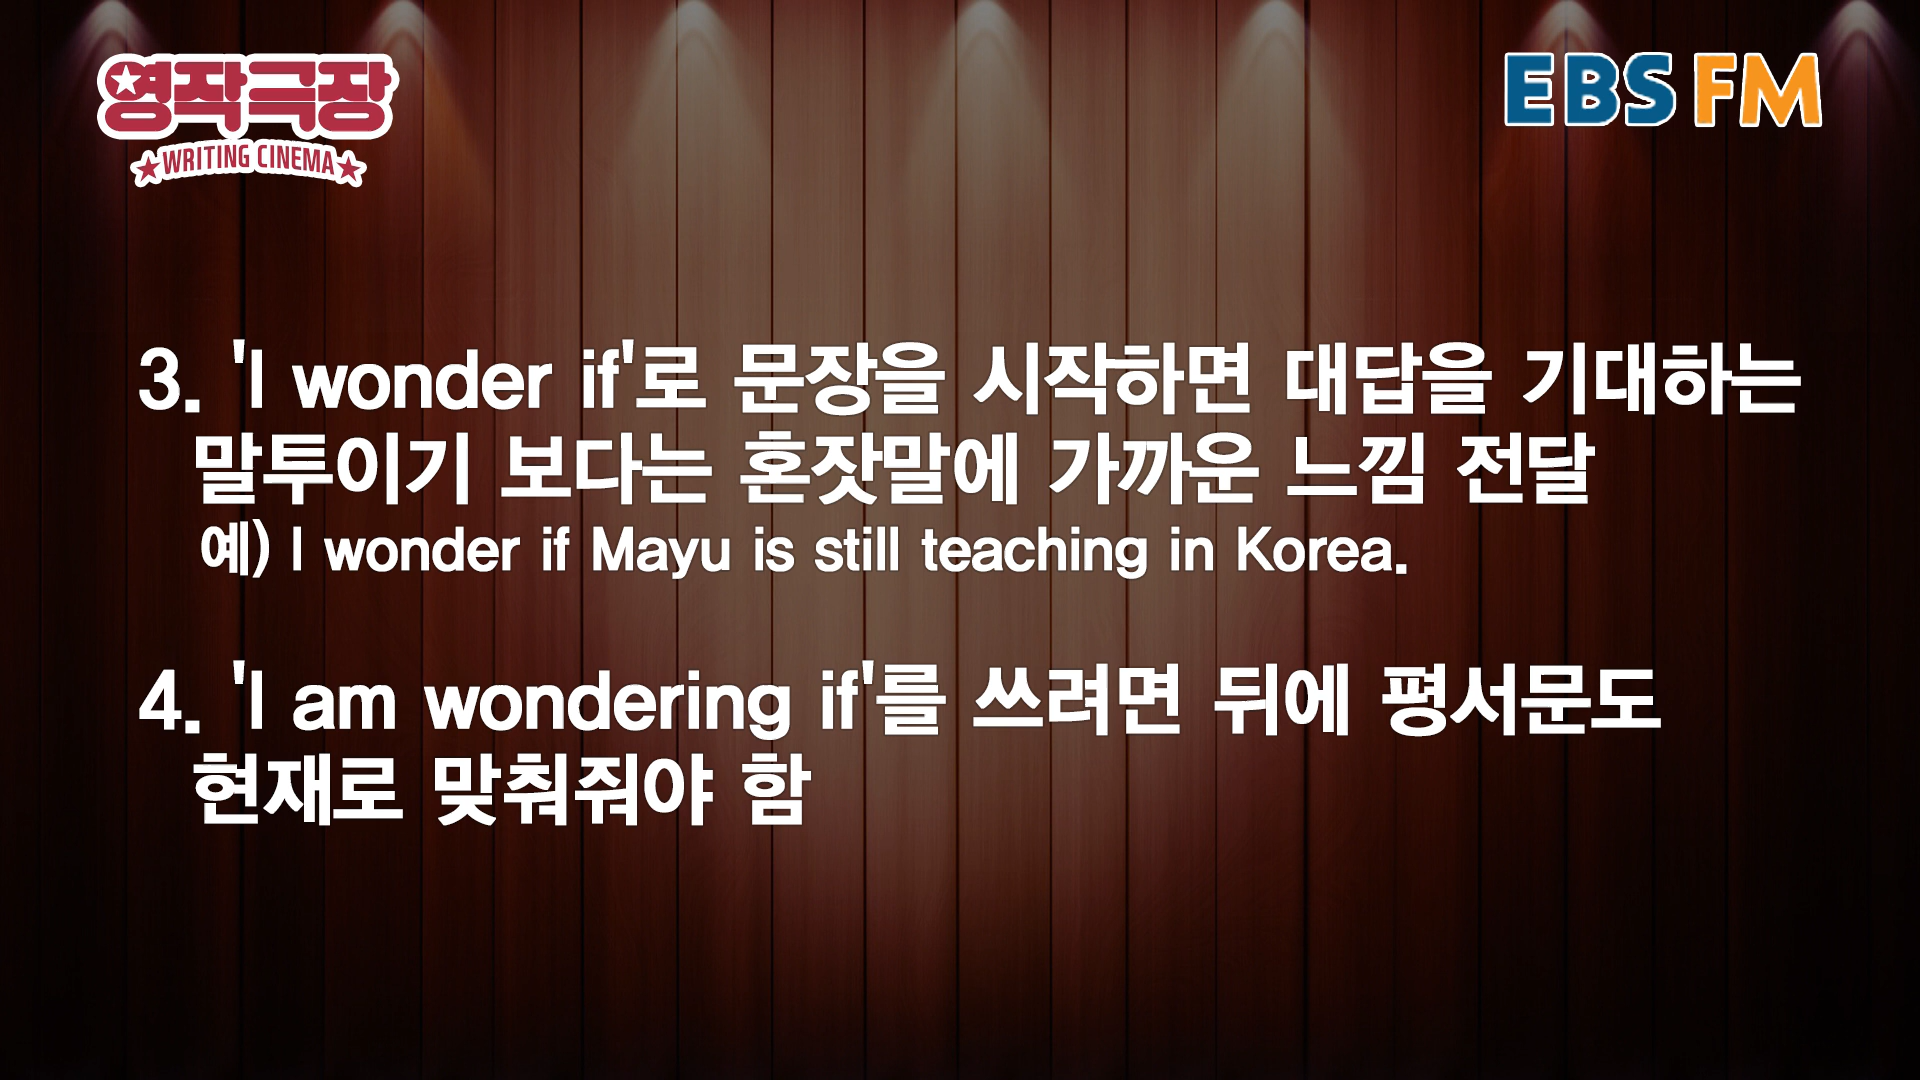 영작극장
WRITING CINEMA
EBS FM
3. 'I wonder if'로 문장을 시작하면 대답을 기대하는
말투이기 보다는 혼잣말에 가까운 느낌 전달
예) I wonder if Mayu is still teaching in Korea.
4. 'I am wondering if'를 쓰려면 뒤에 평서문도
현재로 맞춰줘야 함